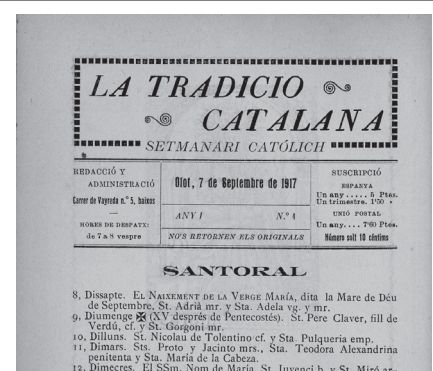 LA TRADICIO
CATALANA
SETMANARI CATÓLICH
REDACCIÓ Y
ADMINISTRACIÓ
Carrer de Vayreda n.º 5, baixos
HORES DE DESPATX:
de 7 a 8 vespre
Olot, 7 de Septembre de 1917
ANY I N.º 1
NO'S RETORNEN ELS ORIGINALS
SUSCRIPCIÓ
ESPANYA
Un any..... 5 Ptes.
Un trimestre. 1'50 »
UNIÓ POSTAL
Un any.... 7'60 Ptes.
Número solt 10 céntims
SANTORAL
8, Dissapte. EL NAIXEMENT DE LA VERGE MARÍA, dita la Mare de Déu
de Septembre, St. Adriá mr. y Sta. Adela vg. y mr.
9, Diumenge ✠ (XV després de Pentecostés). St. Pere Claver, fill de
Verdú, cf. y St. Gorgoni mr.
10, Dilluns. St. Nicolau de Tolentino cf. y Sta. Pulqueria emp.
11, Dimars. Sts. Proto y Jacinto mrs., Sta. Teodora Alexandrina
penitenta y Sta. María de la Cabeza.
12, Dimecres. El SSm. Nom de María, St. Juvenci b. y St. Miró